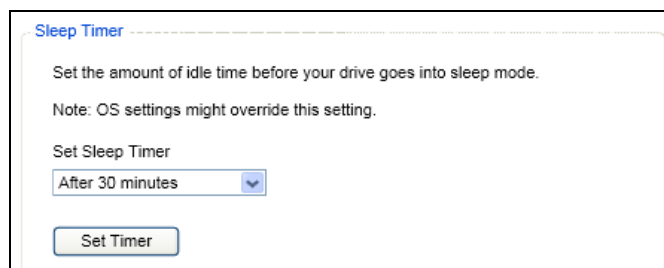 Sleep Timer
Set the amount of idle time before your drive goes into sleep mode.
Note: OS settings might override this setting.
Set Sleep Timer
After 30 minutes
Set Timer